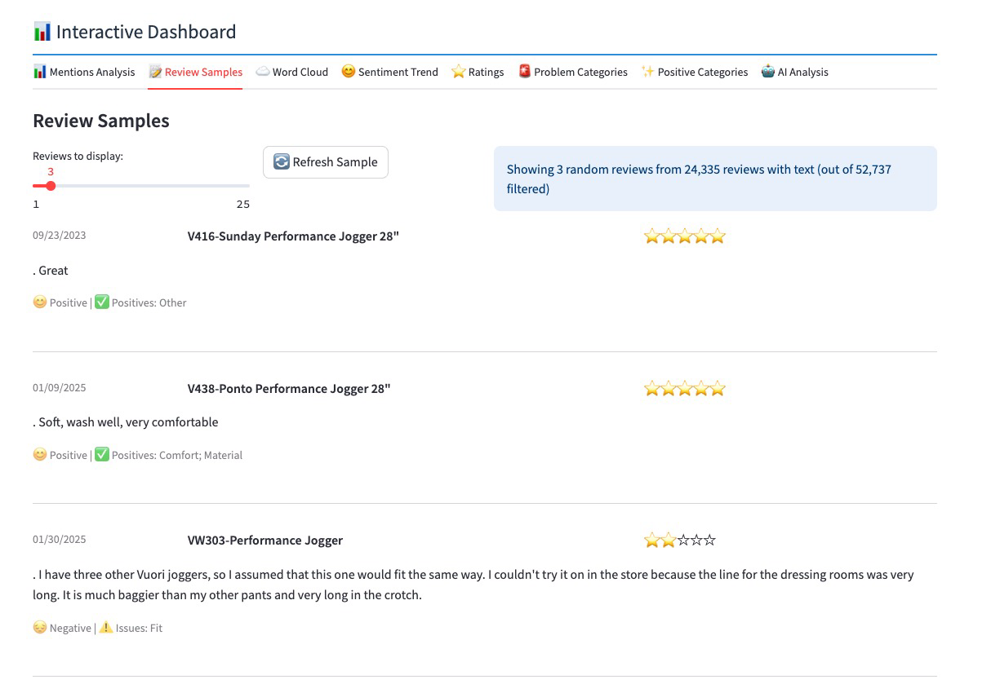 📊 Interactive Dashboard
📊 Mentions Analysis 📝 Review Samples ☁️ Word Cloud 😊 Sentiment Trend ⭐ Ratings 🚨 Problem Categories ✨ Positive Categories 🤖 AI Analysis
Review Samples
Reviews to display:
3
1 25
🔄 Refresh Sample
Showing 3 random reviews from 24,335 reviews with text (out of 52,737
filtered)
09/23/2023 V416-Sunday Performance Jogger 28" ⭐⭐⭐⭐⭐
. Great
😊 Positive | ✅ Positives: Other
01/09/2025 V438-Ponto Performance Jogger 28" ⭐⭐⭐⭐⭐
. Soft, wash well, very comfortable
😊 Positive | ✅ Positives: Comfort; Material
01/30/2025 VW303-Performance Jogger ⭐⭐☆☆☆
. I have three other Vuori joggers, so I assumed that this one would fit the same way. I couldn't try it on in the store because the line for the dressing rooms was very
long. It is much baggier than my other pants and very long in the crotch.
😔 Negative | ⚠️ Issues: Fit